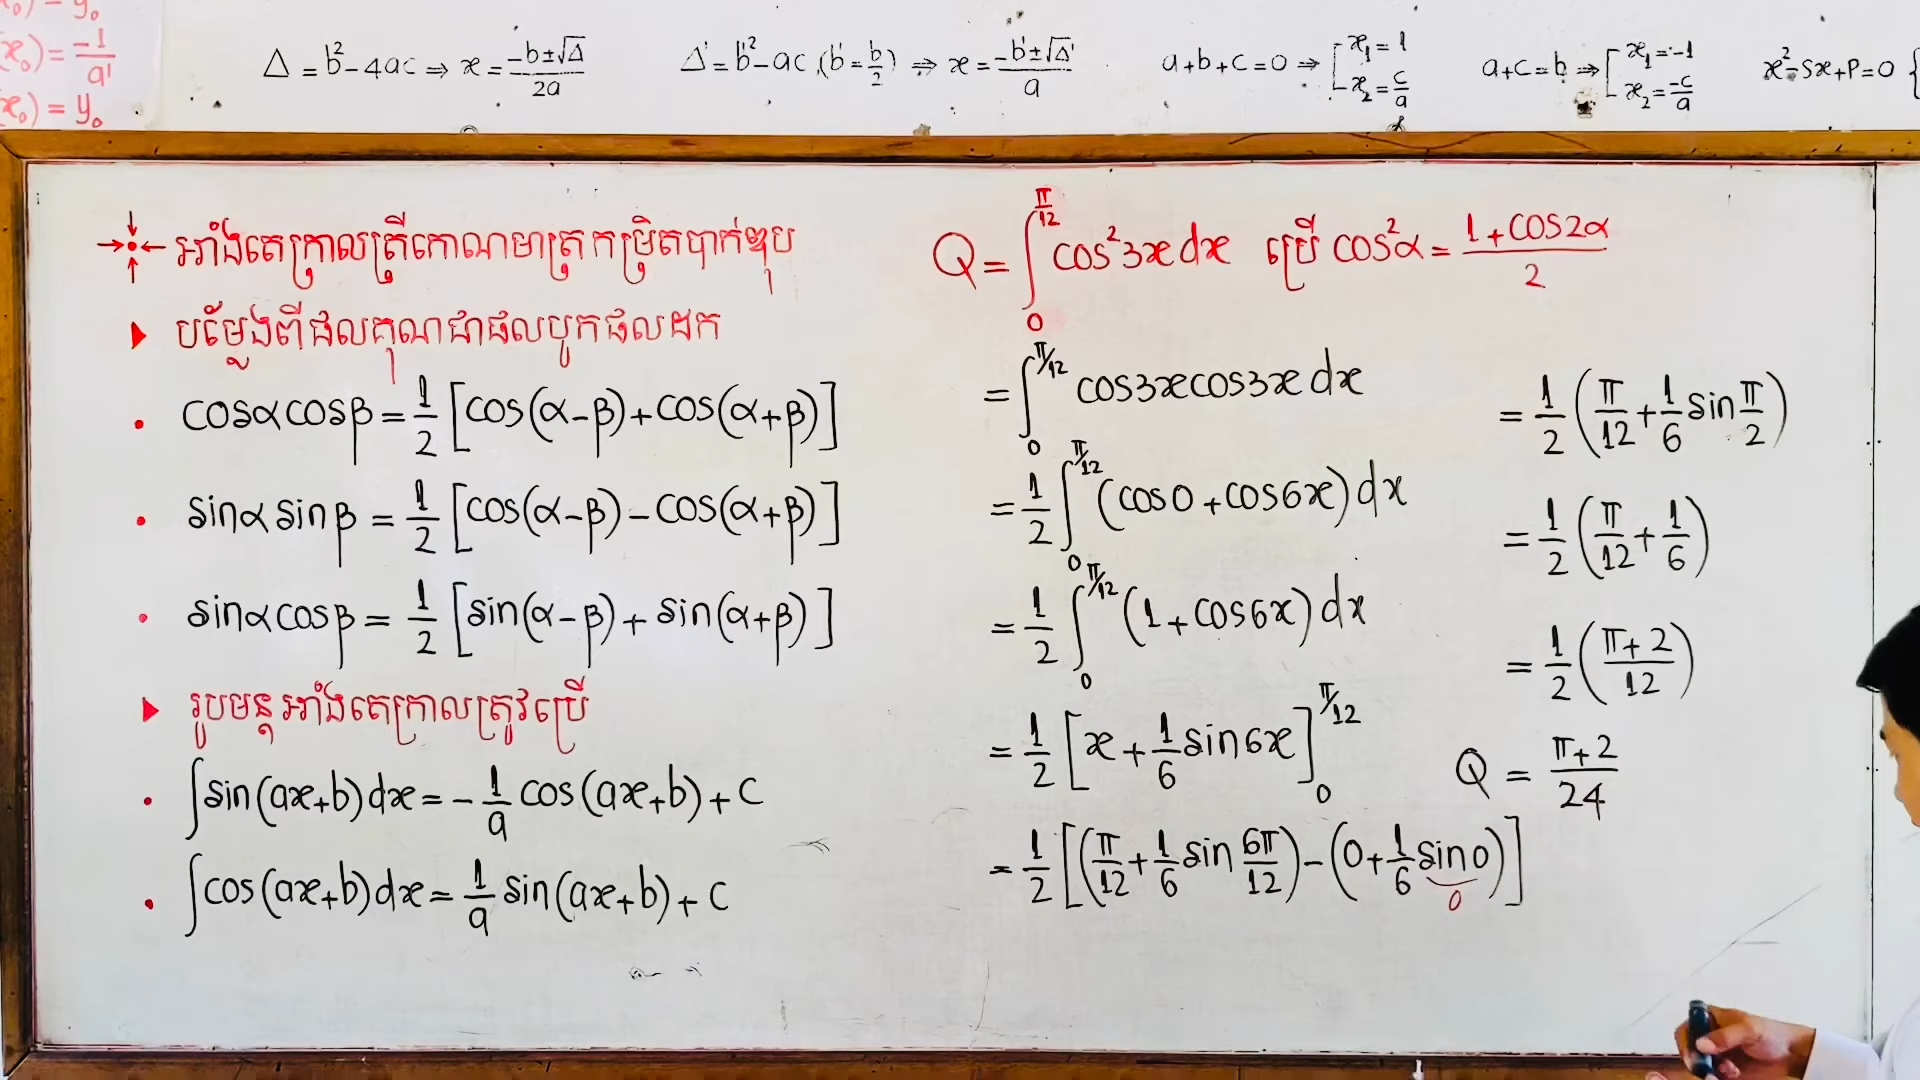 x₀) = y₀
(x₀) = -1/a'
x₀) = y₀
Δ = b² - 4ac ⇒ x = (-b ± √Δ)/2a
Δ' = b'² - ac, (b' = b/2) ⇒ x = (-b' ± √Δ')/a
a + b + c = 0 ⇒ [x₁ = 1
x₂ = c/a
a + c = b ⇒ [x₁ = -1
x₂ = -c/a
x² - Sx + P = 0 {
អាំងតេក្រាលត្រីកោណមាត្រកម្រិតបាក់ឌុប
បម្លែងពីផលគុណជាផលបូកផលដក
• cosα cosβ = 1/2 [cos(α-β) + cos(α+β)]
• sinα sinβ = 1/2 [cos(α-β) - cos(α+β)]
• sinα cosβ = 1/2 [sin(α-β) + sin(α+β)]
រូបមន្តអាំងតេក្រាលត្រូវប្រើ
• ∫sin(ax+b)dx = -1/a cos(ax+b) + c
• ∫cos(ax+b)dx = 1/a sin(ax+b) + c
Q = ∫₀^(π/12) cos²3x dx ប្រើ cos²α = (1 + cos2α)/2
= ∫₀^(π/12) cos3x cos3x dx
= 1/2 ∫₀^(π/12) (cos0 + cos6x) dx
= 1/2 ∫₀^(π/12) (1 + cos6x) dx
= 1/2 [x + 1/6 sin6x]₀^(π/12)
= 1/2 [(π/12 + 1/6 sin 6π/12) - (0 + 1/6 sin0)]
0
= 1/2 (π/12 + 1/6 sin π/2)
= 1/2 (π/12 + 1/6)
= 1/2 ((π+2)/12)
Q = (π+2)/24